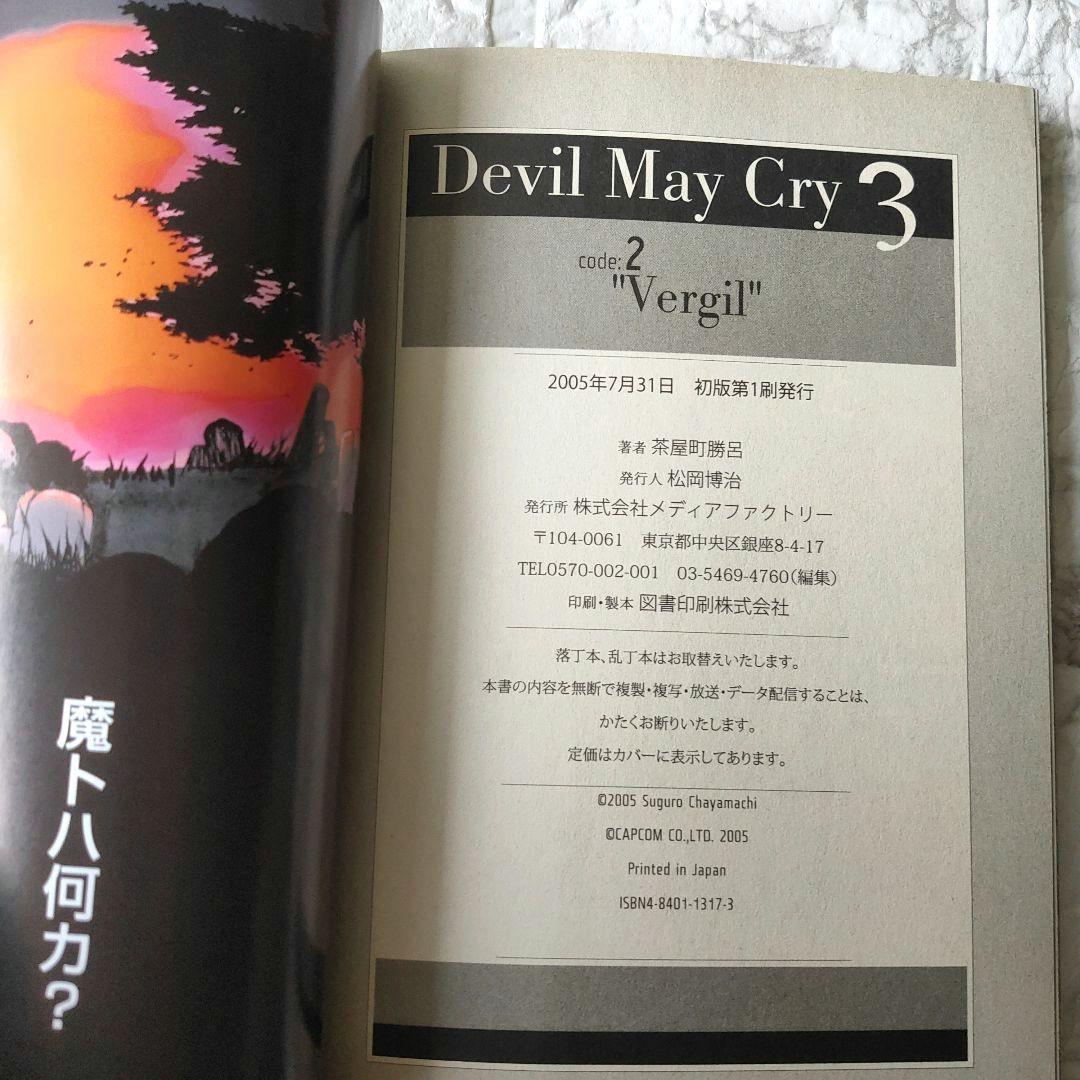 魔トハ何カ?
Devil May Cry 3
code:2
"Vergil"
2005年7月31日　初版第1刷発行
著者 茶屋町勝呂
発行人 松岡博治
発行所 株式会社メディアファクトリー
〒104-0061　東京都中央区銀座8-4-17
TEL0570-002-001　03-5469-4760(編集)
印刷・製本 図書印刷株式会社
落丁本、乱丁本はお取替えいたします。
本書の内容を無断で複製・複写・放送・データ配信することは、
かたくお断りいたします。
定価はカバーに表示してあります。
©2005 Suguro Chayamachi
©CAPCOM CO.,LTD. 2005
Printed in Japan
ISBN4-8401-1317-3